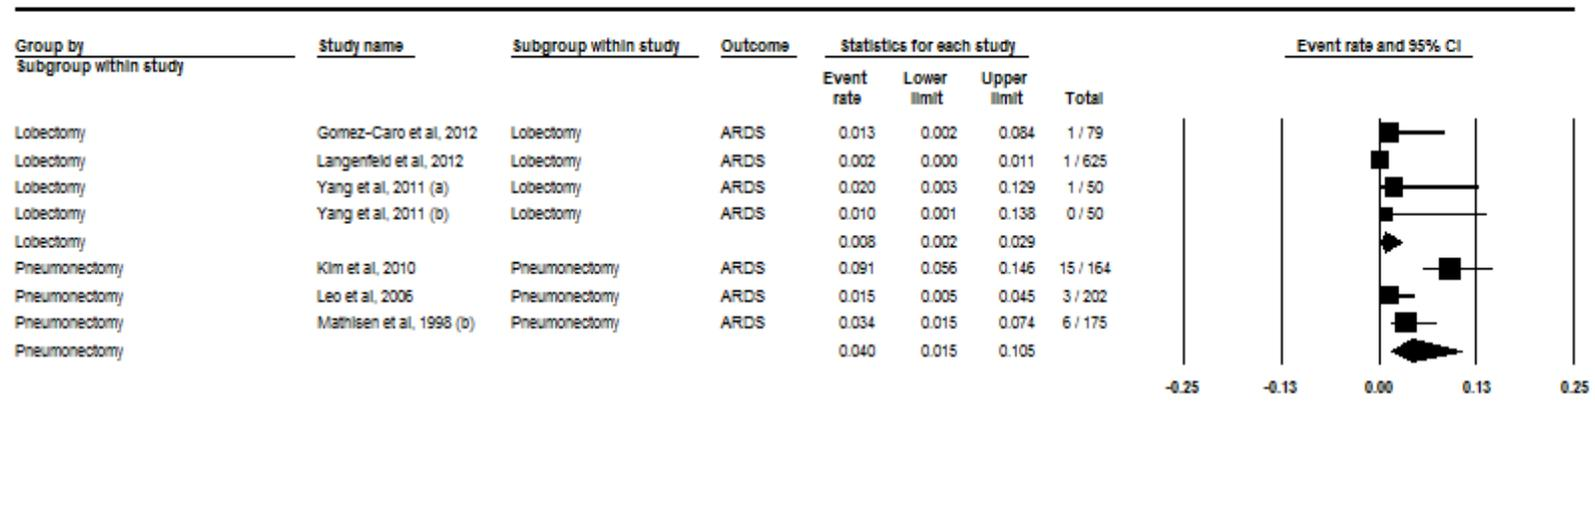 Group by Study name Subgroup within study Outcome Statistics for each study Event rate and 95% CI
Subgroup within study
Event Lower Upper
rate limit limit Total
Lobectomy Gomez-Caro et al, 2012 Lobectomy ARDS 0.013 0.002 0.084 1 / 79
Lobectomy Langenfeld et al, 2012 Lobectomy ARDS 0.002 0.000 0.011 1 / 625
Lobectomy Yang et al, 2011 (a) Lobectomy ARDS 0.020 0.003 0.129 1 / 50
Lobectomy Yang et al, 2011 (b) Lobectomy ARDS 0.010 0.001 0.138 0 / 50
Lobectomy 0.008 0.002 0.029
Pneumonectomy Kim et al, 2010 Pneumonectomy ARDS 0.091 0.056 0.146 15 / 164
Pneumonectomy Leo et al, 2006 Pneumonectomy ARDS 0.015 0.005 0.045 3 / 202
Pneumonectomy Mathisen et al, 1998 (b) Pneumonectomy ARDS 0.034 0.015 0.074 6 / 175
Pneumonectomy 0.040 0.015 0.105
-0.25 -0.13 0.00 0.13 0.25